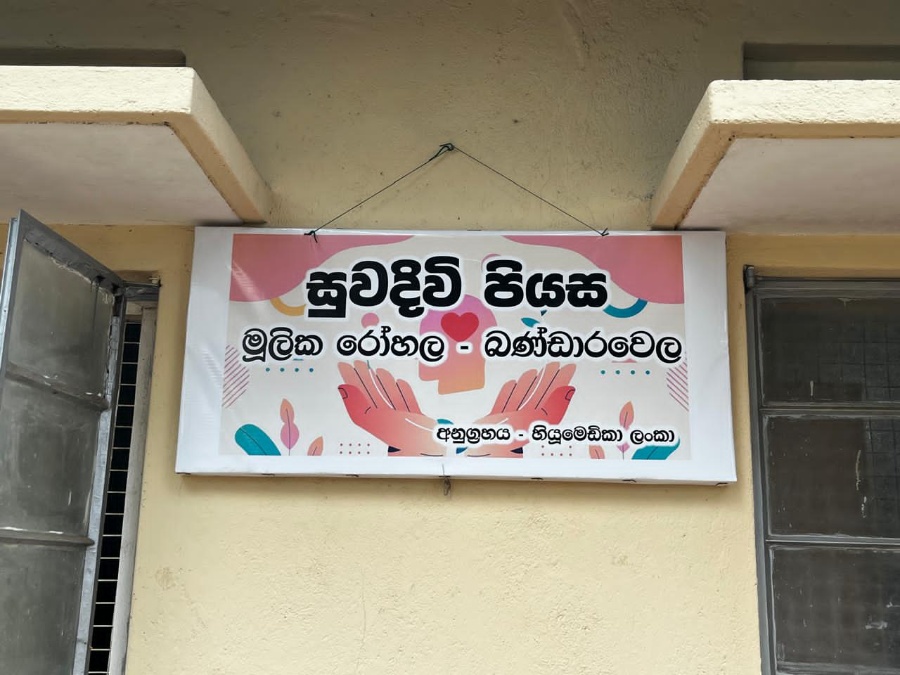 සුවදිවි පියස
මූලික රෝහල - බණ්ඩාරවෙල
අනුග්‍රහය - හියුමෙඩිකා ලංකා